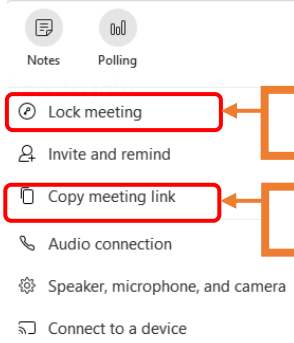 Notes Polling
Lock meeting
Invite and remind
Copy meeting link
Audio connection
Speaker, microphone, and camera
Connect to a device